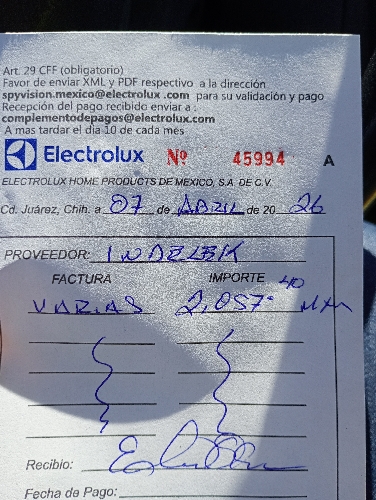 Art. 29 CFF (obligatorio)
Favor de enviar XML y PDF respectivo a la dirección
spyvision.mexico@electrolux .com para su validación y pago
Recepción del pago recibido enviar a :
complementodepagos@electrolux.com
A mas tardar el dia 10 de cada mes
Electrolux Nº 45994 A
ELECTROLUX HOME PRODUCTS DE MEXICO, S.A. DE C.V.
Cd. Juárez, Chih. a 07 de ABRIL de 20 26
PROVEEDOR:
FACTURA IMPORTE
VARIAS 2,057.40 MXN
Recibio:
Fecha de Pago: